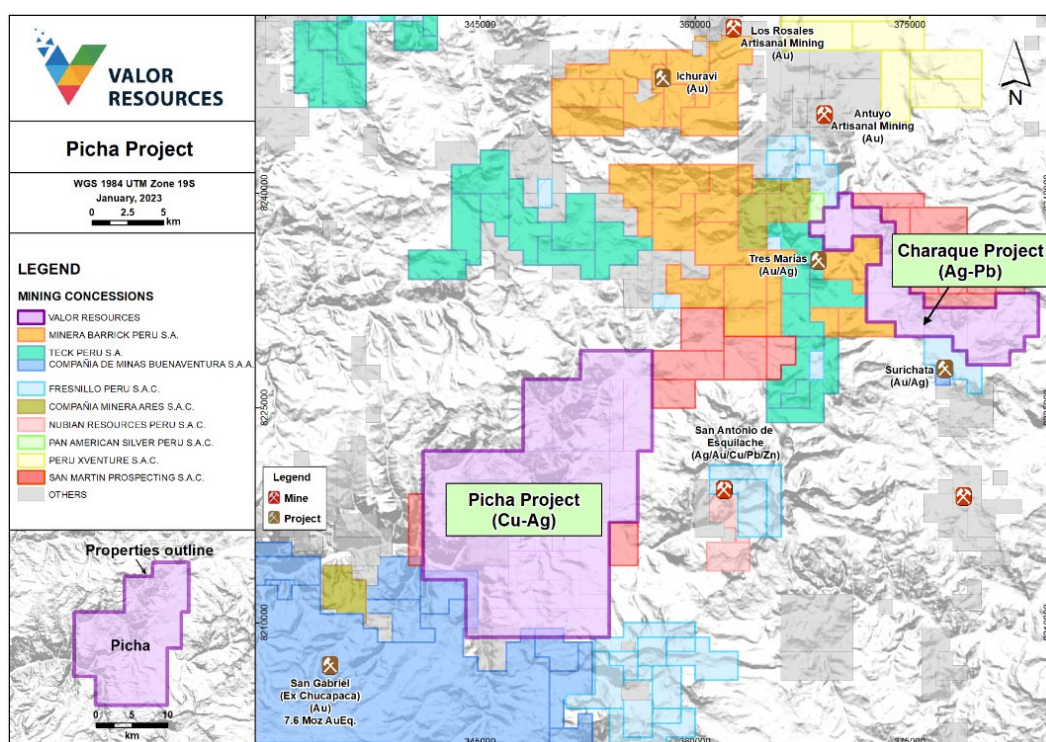 VALOR
RESOURCES
Picha Project
WGS 1984 UTM Zone 19S
January, 2023
0 2.5 5
km
LEGEND
MINING CONCESSIONS
VALOR RESOURCES
MINERA BARRICK PERU S.A.
TECK PERU S.A.
COMPAÑIA DE MINAS BUENAVENTURA S.A.A.
FRESNILLO PERU S.A.C.
COMPAÑIA MINERA ARES S.A.C.
NUBIAN RESOURCES PERU S.A.C.
PAN AMERICAN SILVER PERU S.A.C.
PERU XVENTURE S.A.C.
SAN MARTIN PROSPECTING S.A.C.
OTHERS
Properties outline
Picha
0 5 10
km
345000
360000
375000
Los Rosales
Artisanal Mining
(Au)
Ichuravi
(Au)
Antuyo
Artisanal Mining
(Au)
N
8240000
Tres Marías
(Au/Ag)
Charaque Project
(Ag-Pb)
Surichata
(Au/Ag)
8225000
San Antonio de
Esquilache
(Ag/Au/Cu/Pb/Zn)
Legend
Mine
Project
Picha Project
(Cu-Ag)
8210000
San Gabriel
(Ex Chucapaca)
(Au)
7.6 Moz AuEq.
345000
360000
375000